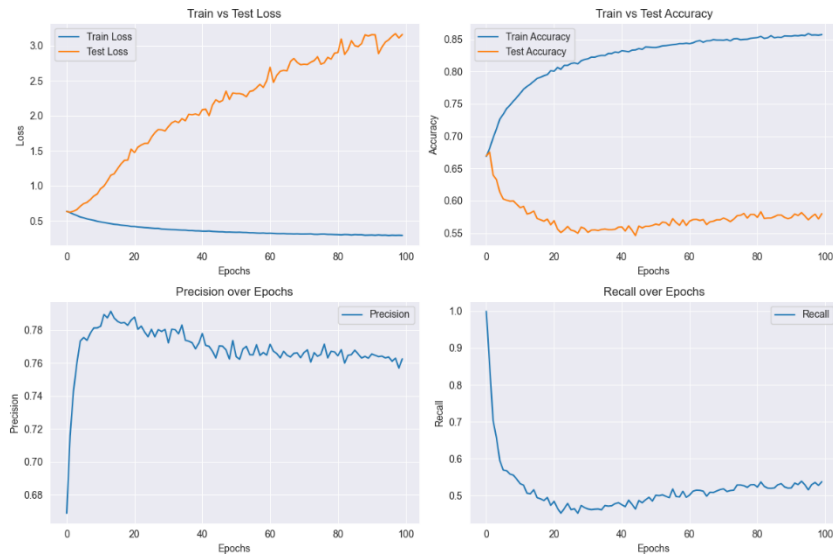 Train vs Test Loss
Train Loss
Test Loss
3.0
2.5
2.0
1.5
1.0
0.5
Loss
0
20
40
60
80
100
Epochs
Train vs Test Accuracy
Train Accuracy
Test Accuracy
0.85
0.80
0.75
0.70
0.65
0.60
0.55
Accuracy
0
20
40
60
80
100
Epochs
Precision over Epochs
Precision
0.78
0.76
0.74
0.72
0.70
0.68
Precision
0
20
40
60
80
100
Epochs
Recall over Epochs
Recall
1.0
0.9
0.8
0.7
0.6
0.5
Recall
0
20
40
60
80
100
Epochs